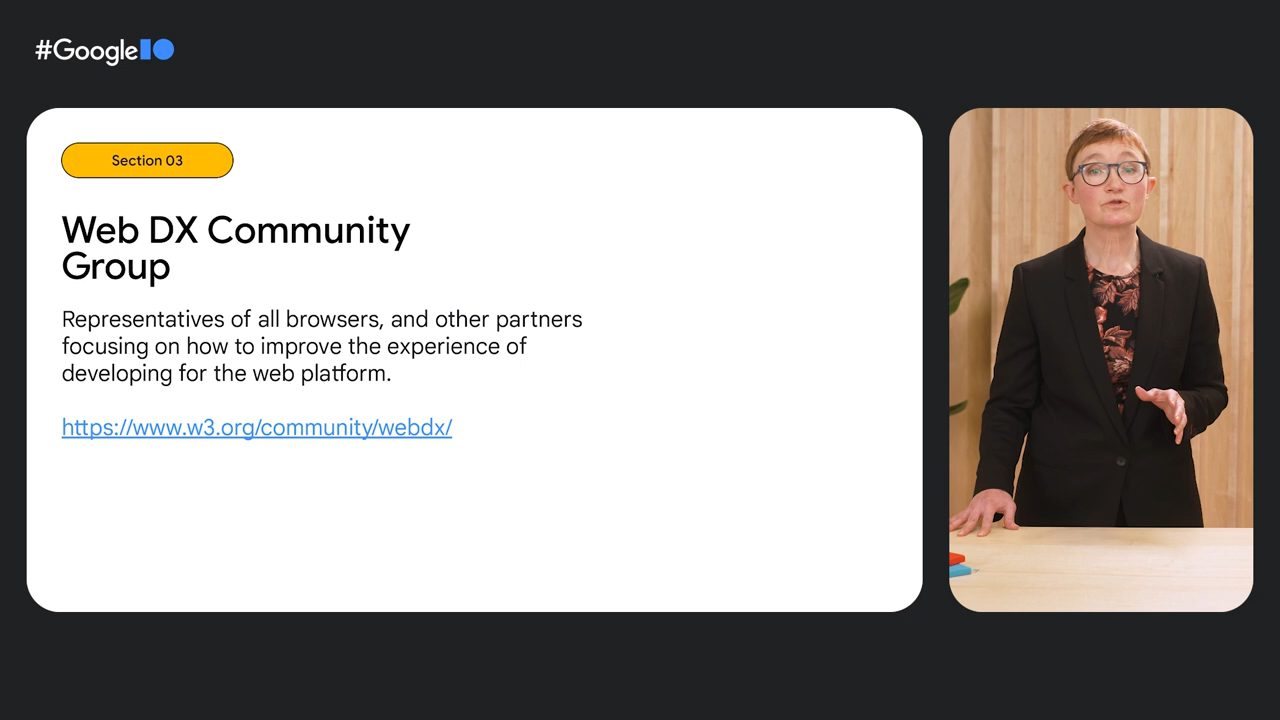 #GoogleIO
Section 03
Web DX Community
Group
Representatives of all browsers, and other partners
focusing on how to improve the experience of
developing for the web platform.
https://www.w3.org/community/webdx/